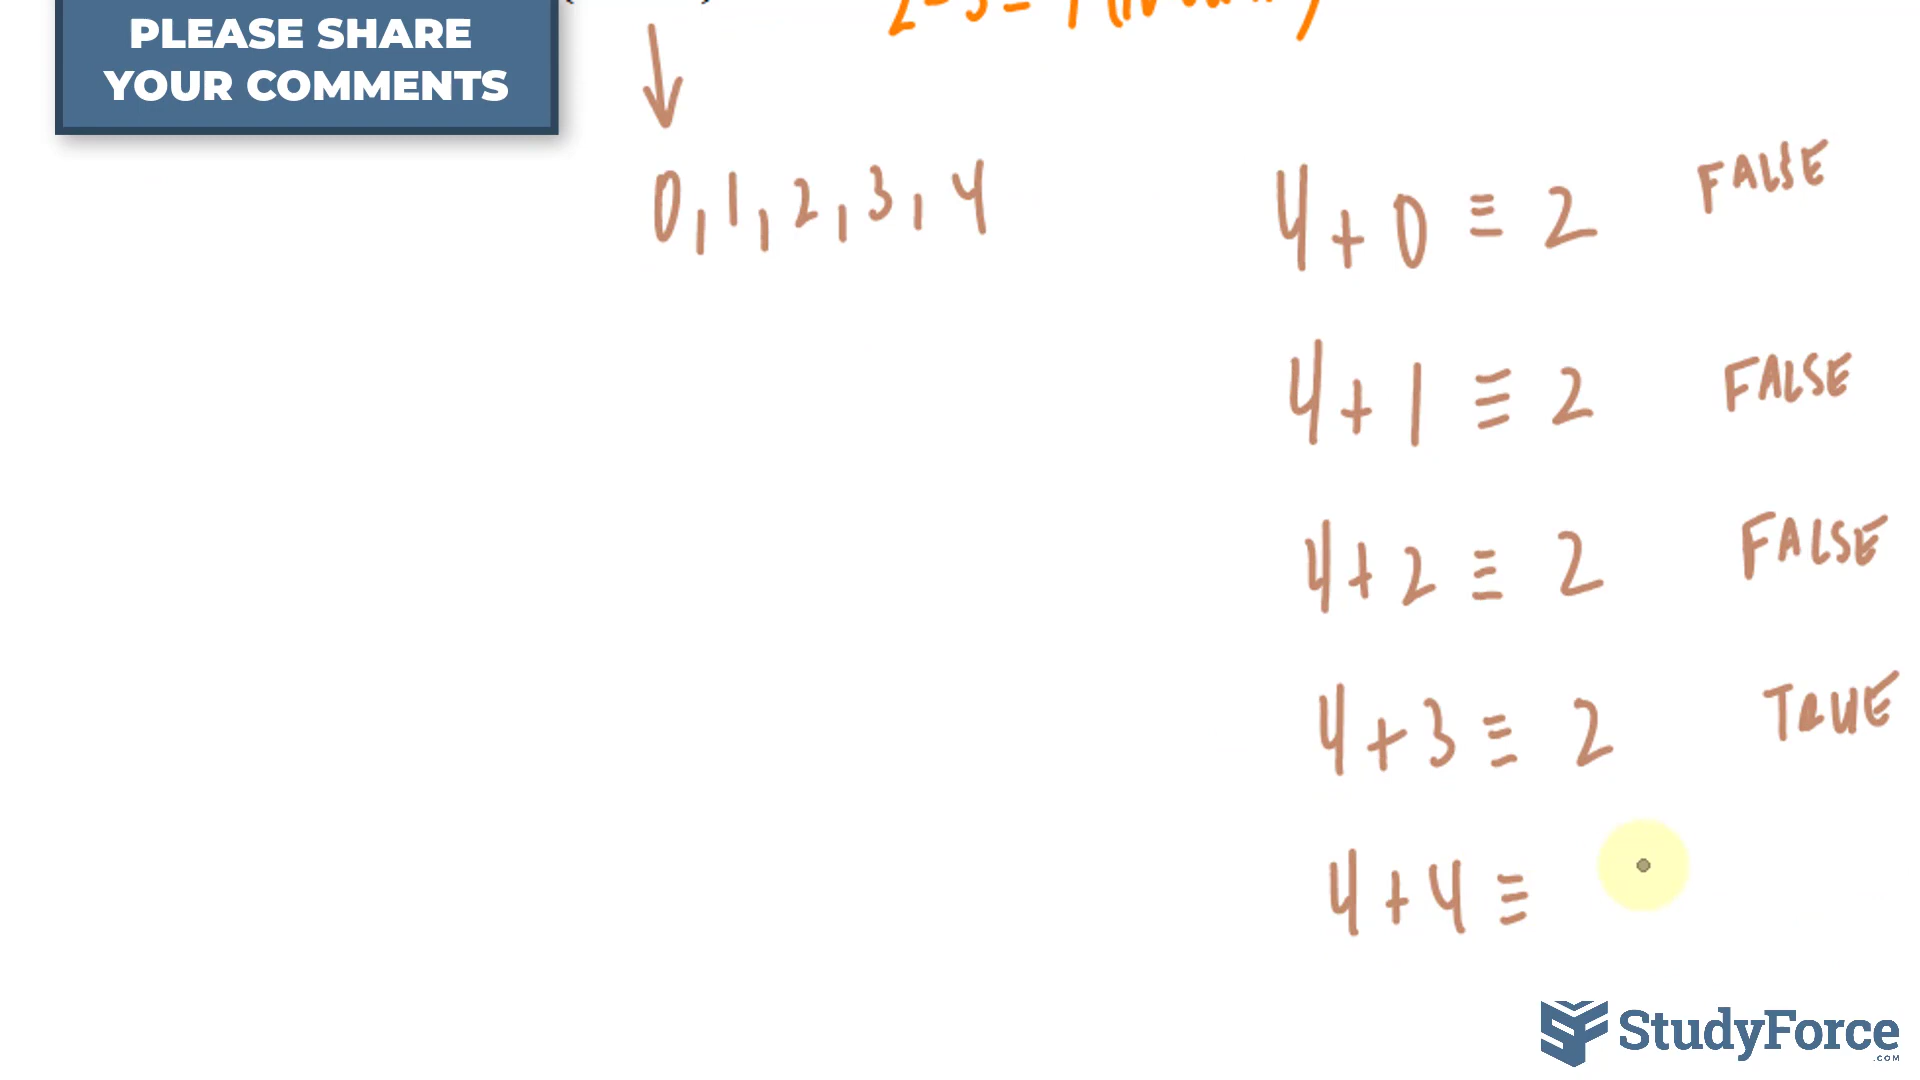 PLEASE SHARE
YOUR COMMENTS
0, 1, 2, 3, 4
4 + 0 ≡ 2 FALSE
4 + 1 ≡ 2 FALSE
4 + 2 ≡ 2 FALSE
4 + 3 ≡ 2 TRUE
4 + 4 ≡
StudyForce
.COM